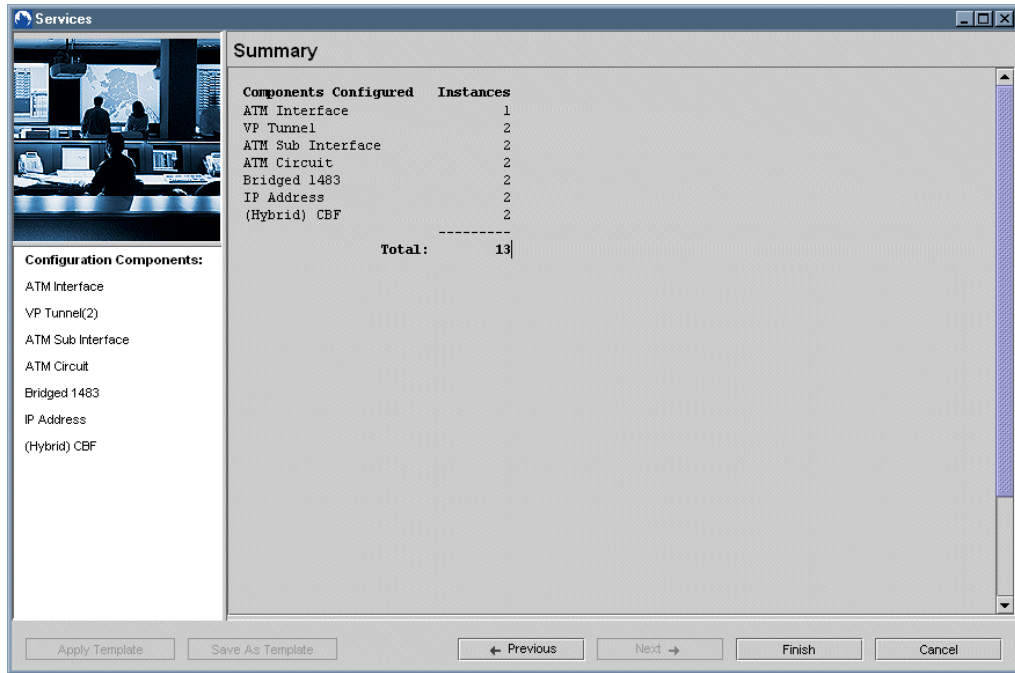 Services
Summary
Components Configured Instances
ATM Interface 1
VP Tunnel 2
ATM Sub Interface 2
ATM Circuit 2
Bridged 1483 2
IP Address 2
(Hybrid) CBF 2
---------
Total: 13
Configuration Components:
ATM Interface
VP Tunnel(2)
ATM Sub Interface
ATM Circuit
Bridged 1483
IP Address
(Hybrid) CBF
Apply Template Save As Template ← Previous Next → Finish Cancel